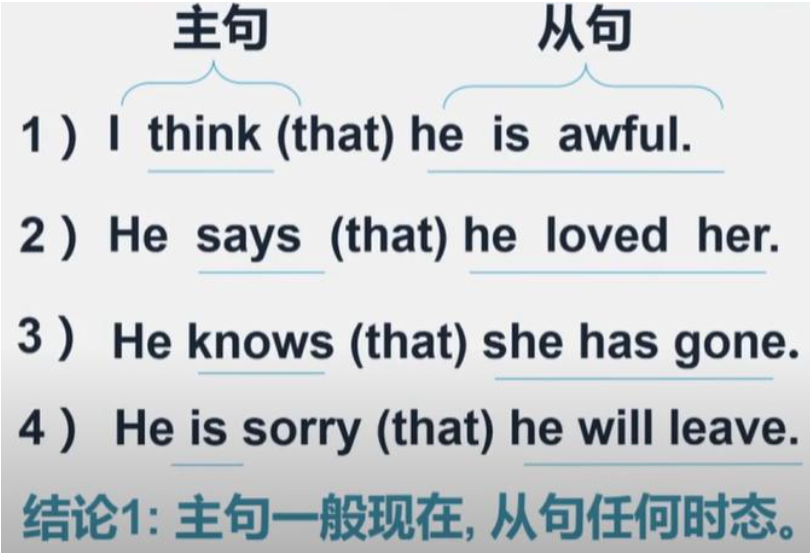 主句 从句
1）I think (that) he is awful.
2）He says (that) he loved her.
3） He knows (that) she has gone.
4） He is sorry (that) he will leave.
结论1: 主句一般现在, 从句任何时态。